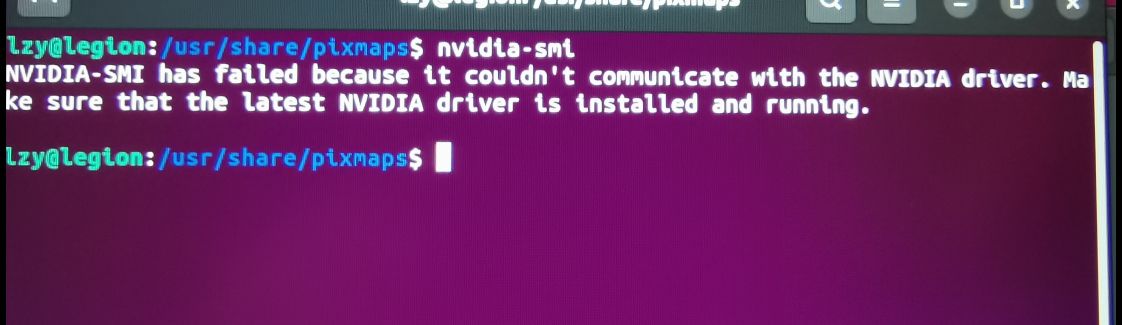 lzy@legion:/usr/share/pixmaps
lzy@legion:/usr/share/pixmaps$ nvidia-smi
NVIDIA-SMI has failed because it couldn't communicate with the NVIDIA driver. Ma
ke sure that the latest NVIDIA driver is installed and running.
lzy@legion:/usr/share/pixmaps$